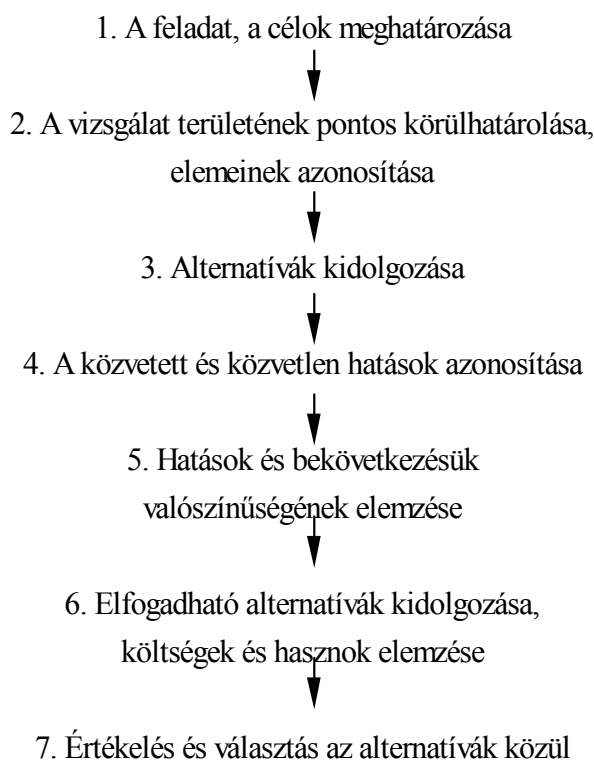 1. A feladat, a célok meghatározása
2. A vizsgálat területének pontos körülhatárolása,
elemeinek azonosítása
3. Alternatívák kidolgozása
4. A közvetett és közvetlen hatások azonosítása
5. Hatások és bekövetkezésük
valószínűségének elemzése
6. Elfogadható alternatívák kidolgozása,
költségek és hasznok elemzése
7. Értékelés és választás az alternatívák közül